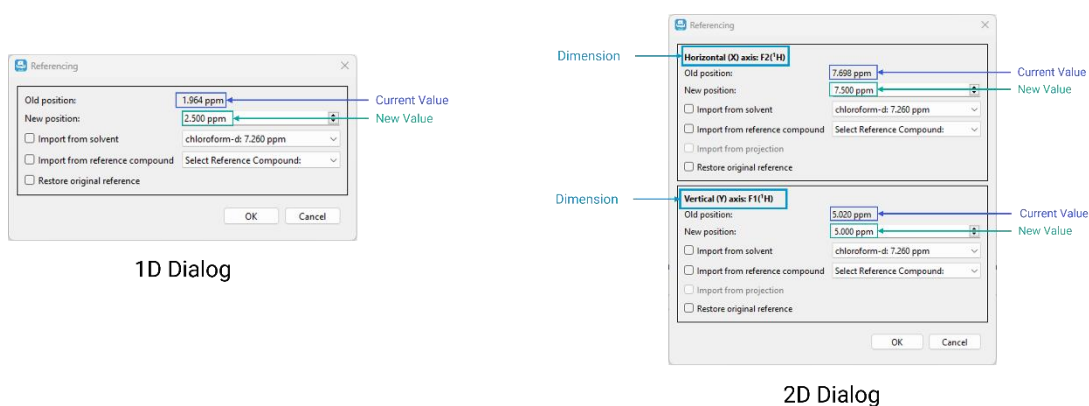 Referencing
Old position: 1.964 ppm Current Value
New position: 2.500 ppm New Value
Import from solvent chloroform-d: 7.260 ppm
Import from reference compound Select Reference Compound:
Restore original reference
OK Cancel
1D Dialog
Referencing
Dimension Horizontal (X) axis: F2(¹H)
Old position: 7.698 ppm Current Value
New position: 7.500 ppm New Value
Import from solvent chloroform-d: 7.260 ppm
Import from reference compound Select Reference Compound:
Import from projection
Restore original reference
Dimension Vertical (Y) axis: F1(¹H)
Old position: 5.020 ppm Current Value
New position: 5.000 ppm New Value
Import from solvent chloroform-d: 7.260 ppm
Import from reference compound Select Reference Compound:
Import from projection
Restore original reference
OK Cancel
2D Dialog